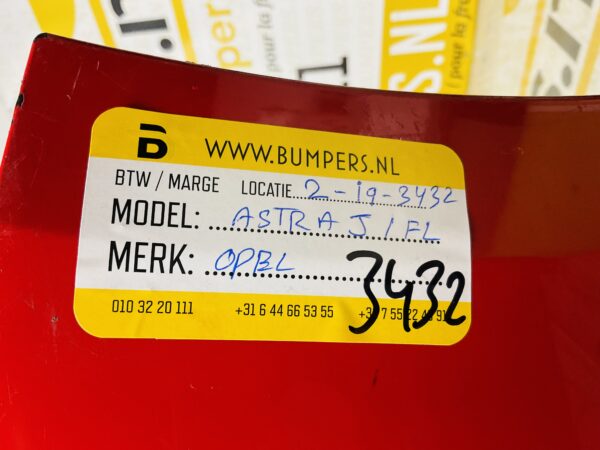 B WWW.BUMPERS.NL
BTW / MARGE LOCATIE 2-19-3432
MODEL: ASTRA J / FL
MERK: OPEL
3432
010 32 20 111 +31 6 44 66 53 55